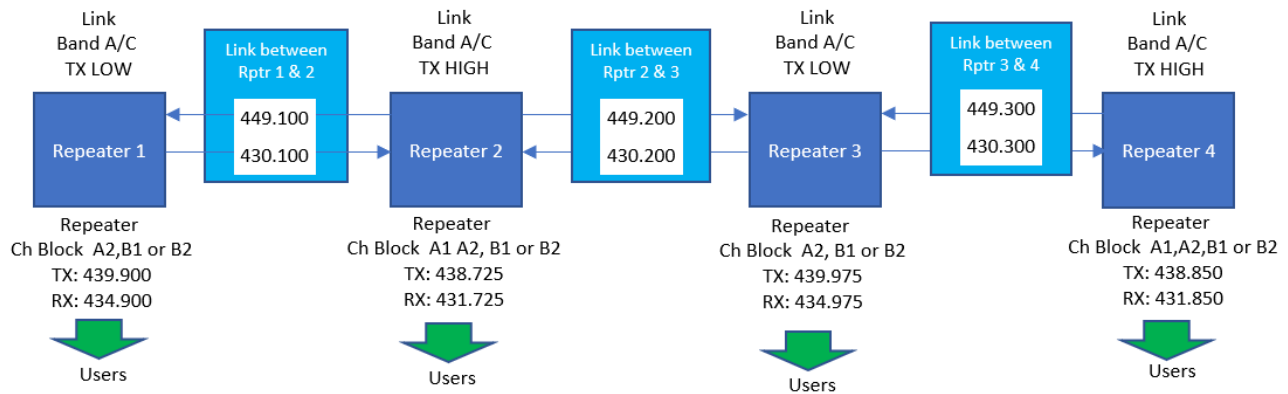 Link
Band A/C
TX LOW
Link between
Rptr 1 & 2
Link
Band A/C
TX HIGH
Link between
Rptr 2 & 3
Link
Band A/C
TX LOW
Link between
Rptr 3 & 4
Link
Band A/C
TX HIGH
Repeater 1
449.100
430.100
Repeater 2
449.200
430.200
Repeater 3
449.300
430.300
Repeater 4
Repeater
Ch Block A2,B1 or B2
TX: 439.900
RX: 434.900
Users
Repeater
Ch Block A1 A2, B1 or B2
TX: 438.725
RX: 431.725
Users
Repeater
Ch Block A2, B1 or B2
TX: 439.975
RX: 434.975
Users
Repeater
Ch Block A1,A2,B1 or B2
TX: 438.850
RX: 431.850
Users